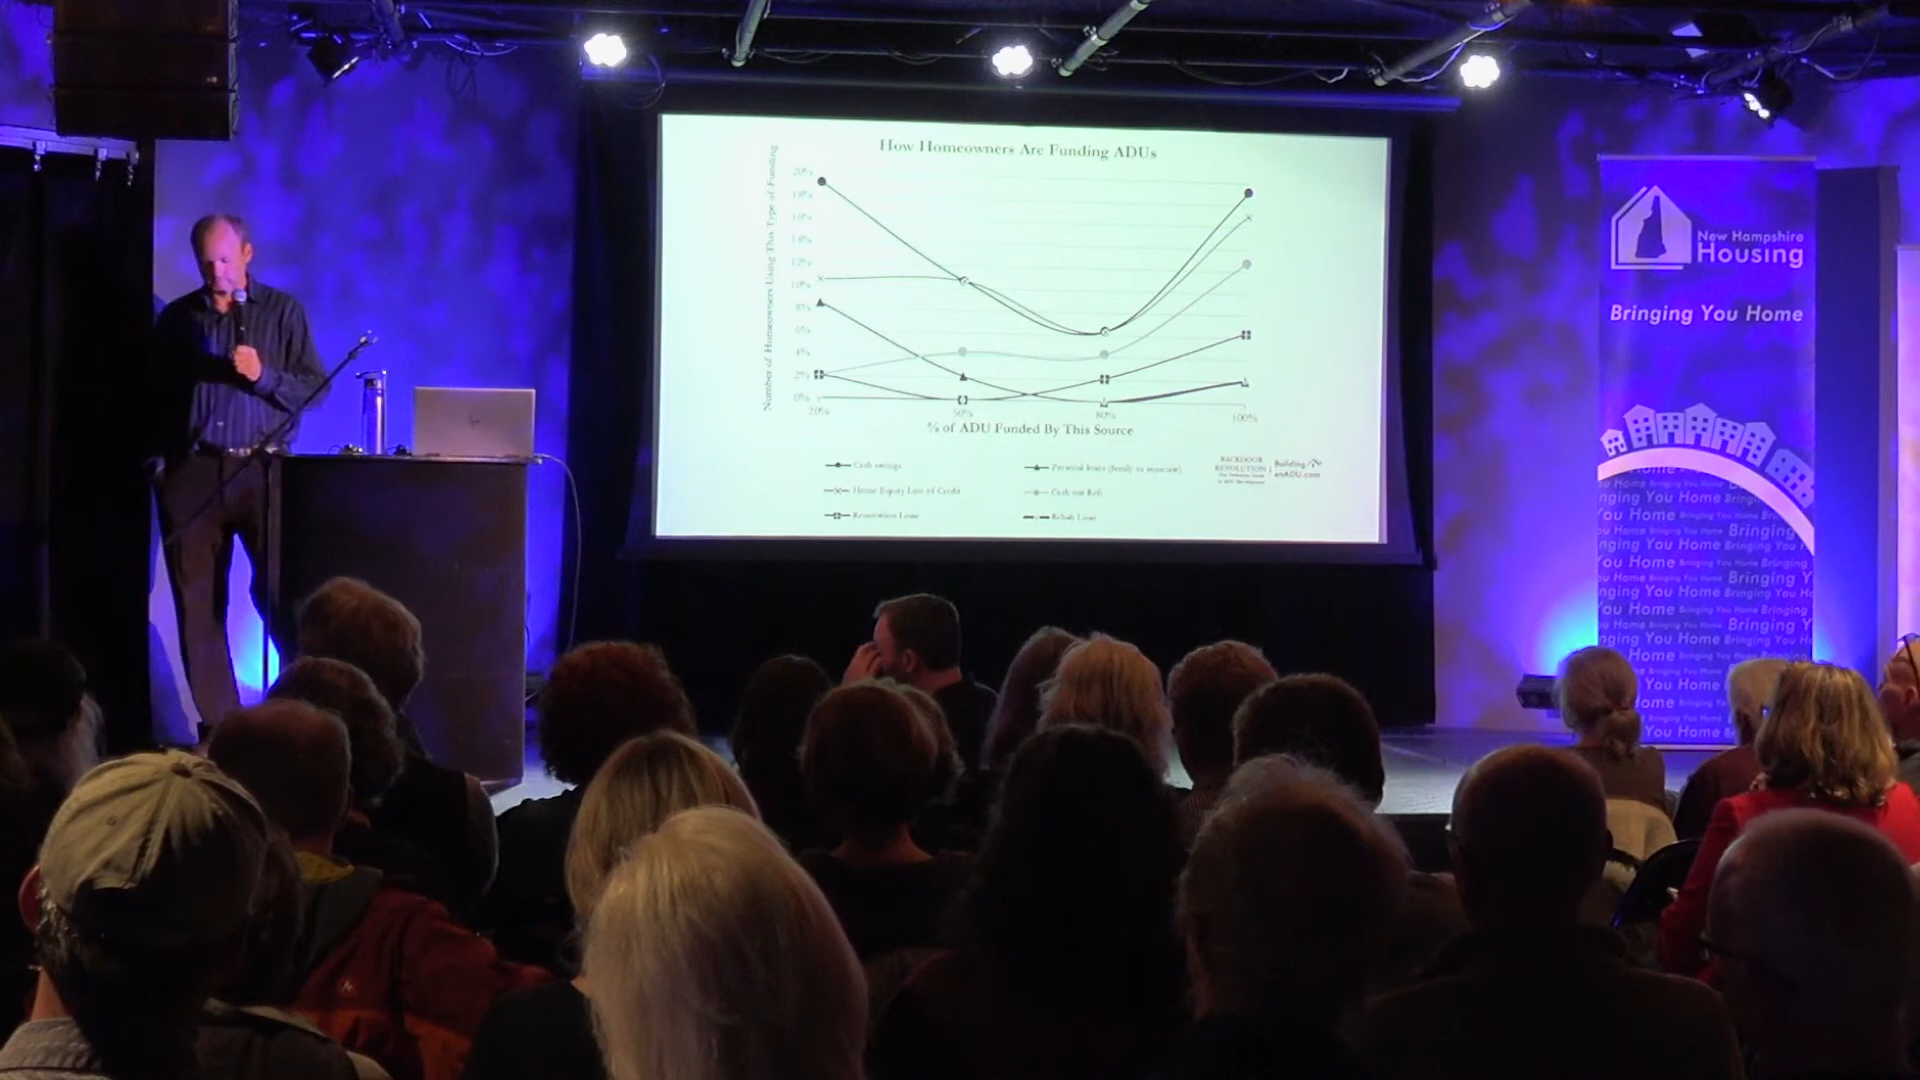 How Homeowners Are Funding ADUs
Number of Homeowners Using This Type of Funding
20%
18%
16%
14%
12%
10%
8%
6%
4%
2%
0%
20%
50%
80%
100%
% of ADU Funded By This Source
Cash savings
Personal loans (family or
Home Equity Line of Credit
Cash out Refi
Renovation Loan
Rehab Loan
BACKDOOR
REVOLUTION
Building
anADU.com
New Hampshire
Housing
Bringing You Home
Bringing You Home